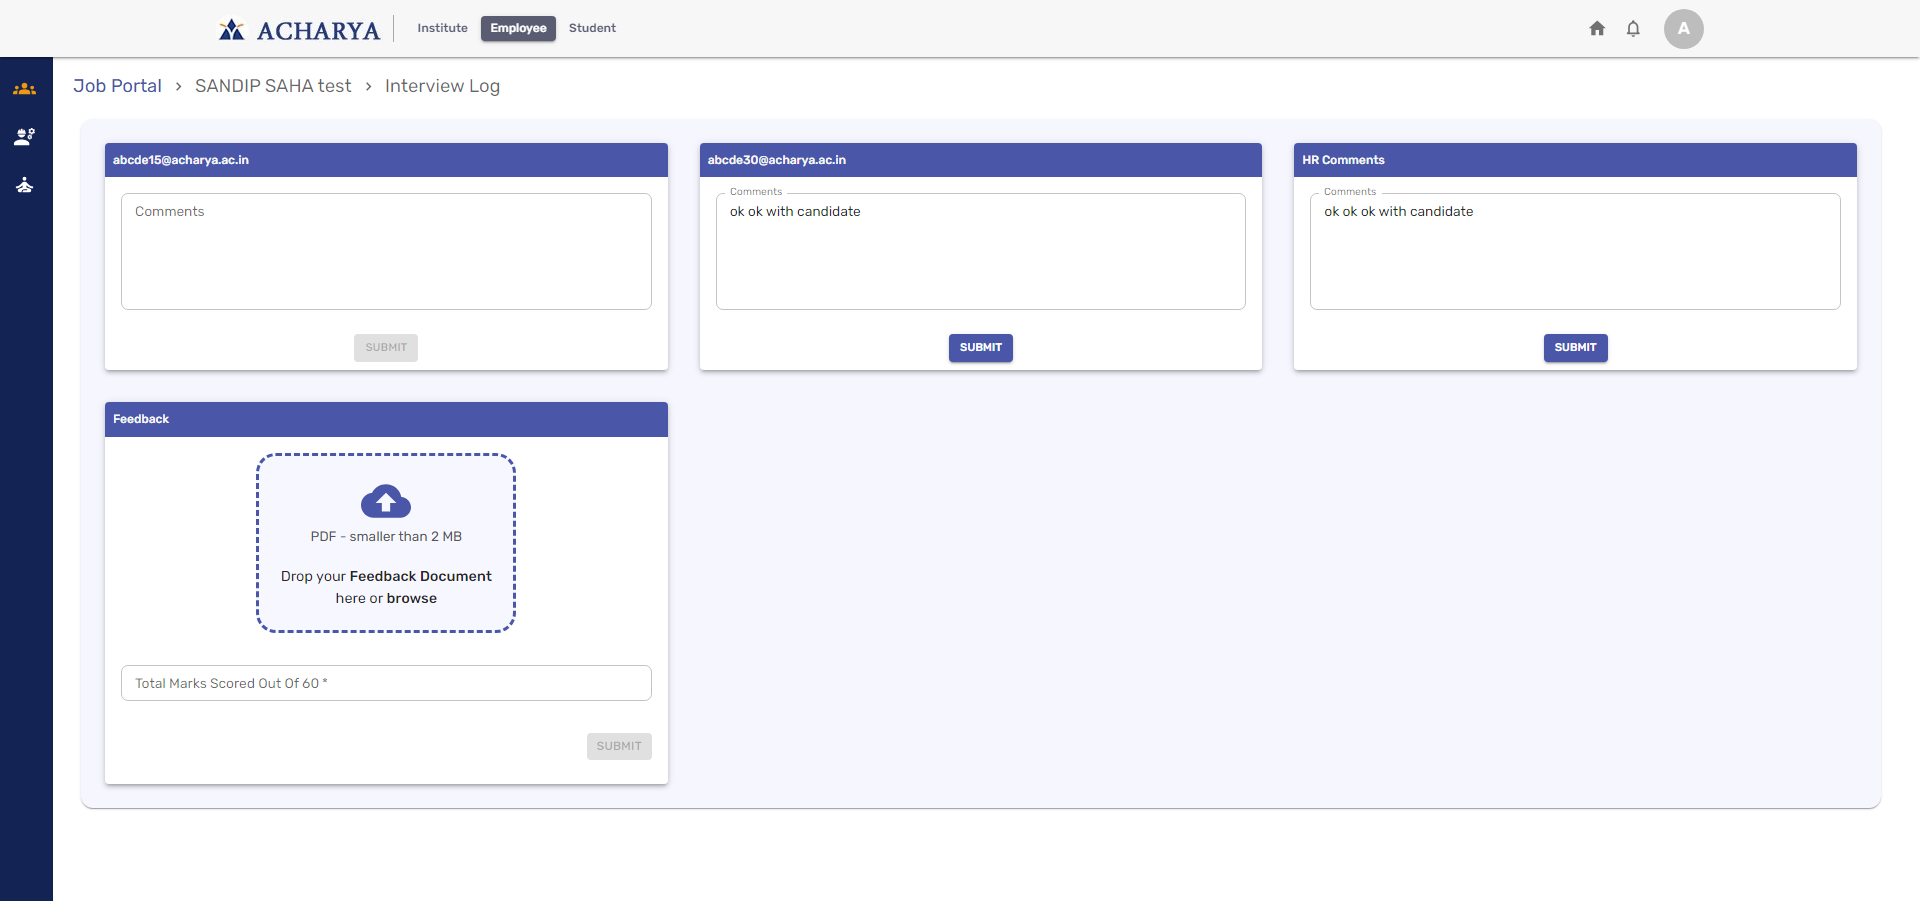 ACHARYA
Institute
Employee
Student
A
Job Portal > SANDIP SAHA test > Interview Log
abcde15@acharya.ac.in
Comments
SUBMIT
abcde30@acharya.ac.in
Comments
ok ok with candidate
SUBMIT
HR Comments
Comments
ok ok ok with candidate
SUBMIT
Feedback
PDF - smaller than 2 MB
Drop your Feedback Document
here or browse
Total Marks Scored Out Of 60 *
SUBMIT